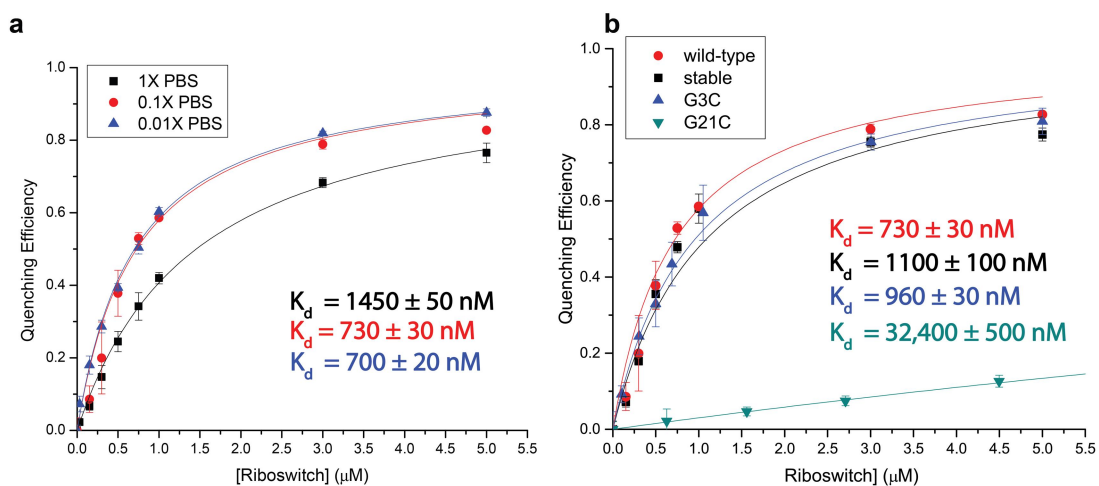 a
1X PBS
0.1X PBS
0.01X PBS
1.0
0.8
0.6
0.4
0.2
0.0
Quenching Efficiency
Kd = 1450 ± 50 nM
Kd = 730 ± 30 nM
Kd = 700 ± 20 nM
0.0 0.5 1.0 1.5 2.0 2.5 3.0 3.5 4.0 4.5 5.0 5.5
[Riboswitch] (μM)
b
wild-type
stable
G3C
G21C
1.0
0.8
0.6
0.4
0.2
0.0
Quenching Efficiency
Kd = 730 ± 30 nM
Kd = 1100 ± 100 nM
Kd = 960 ± 30 nM
Kd = 32,400 ± 500 nM
0.0 0.5 1.0 1.5 2.0 2.5 3.0 3.5 4.0 4.5 5.0 5.5
Riboswitch] (μM)